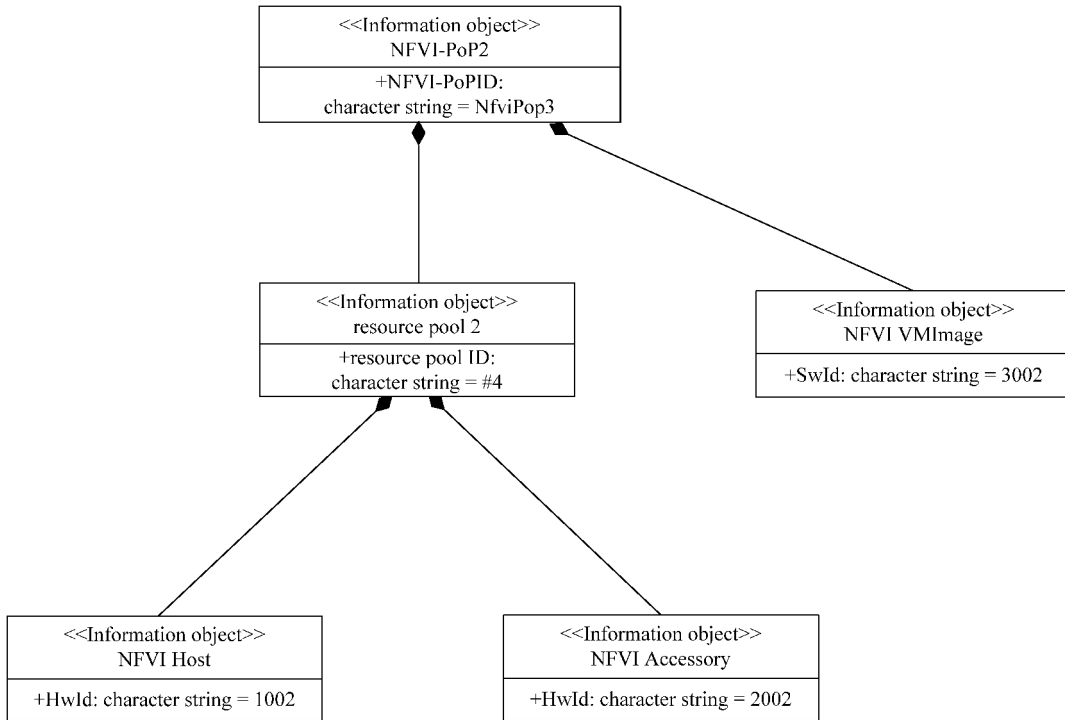 <<Information object>>
NFVI-PoP2
+NFVI-PoPID:
character string = NfviPop3
<<Information object>>
resource pool 2
+resource pool ID:
character string = #4
<<Information object>>
NFVI VMImage
+SwId: character string = 3002
<<Information object>>
NFVI Host
+HwId: character string = 1002
<<Information object>>
NFVI Accessory
+HwId: character string = 2002